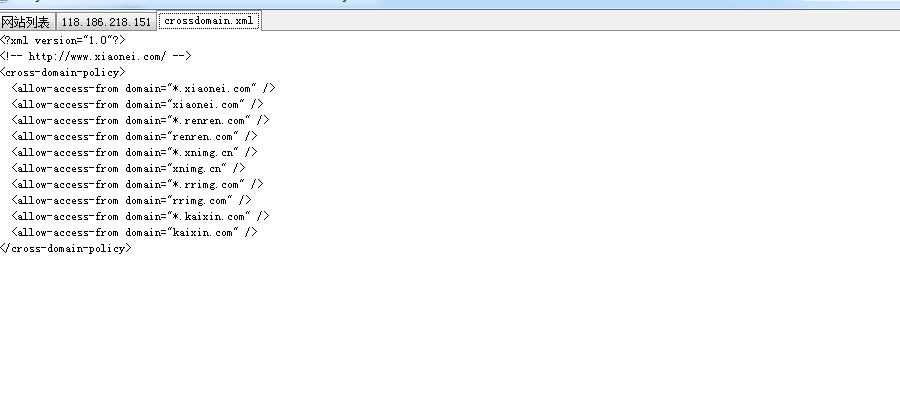 网站列表 118.186.218.151 crossdomain.xml
<?xml version="1.0"?>
<!-- http://www.xiaonei.com/ -->
<cross-domain-policy>
  <allow-access-from domain="*.xiaonei.com" />
  <allow-access-from domain="xiaonei.com" />
  <allow-access-from domain="*.renren.com" />
  <allow-access-from domain="renren.com" />
  <allow-access-from domain="*.xnimg.cn" />
  <allow-access-from domain="xnimg.cn" />
  <allow-access-from domain="*.rrimg.com" />
  <allow-access-from domain="rrimg.com" />
  <allow-access-from domain="*.kaixin.com" />
  <allow-access-from domain="kaixin.com" />
</cross-domain-policy>